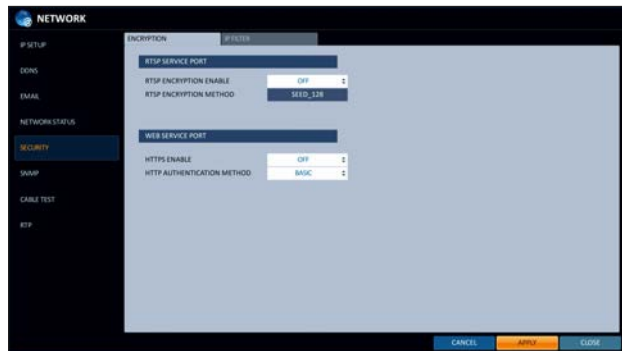 NETWORK
IP SETUP
DDNS
EMAIL
NETWORK STATUS
SECURITY
SNMP
CABLE TEST
RTP
ENCRYPTION IP FILTER
RTSP SERVICE PORT
RTSP ENCRYPTION ENABLE OFF
RTSP ENCRYPTION METHOD SEED_128
WEB SERVICE PORT
HTTPS ENABLE OFF
HTTP AUTHENTICATION METHOD BASIC
CANCEL APPLY CLOSE